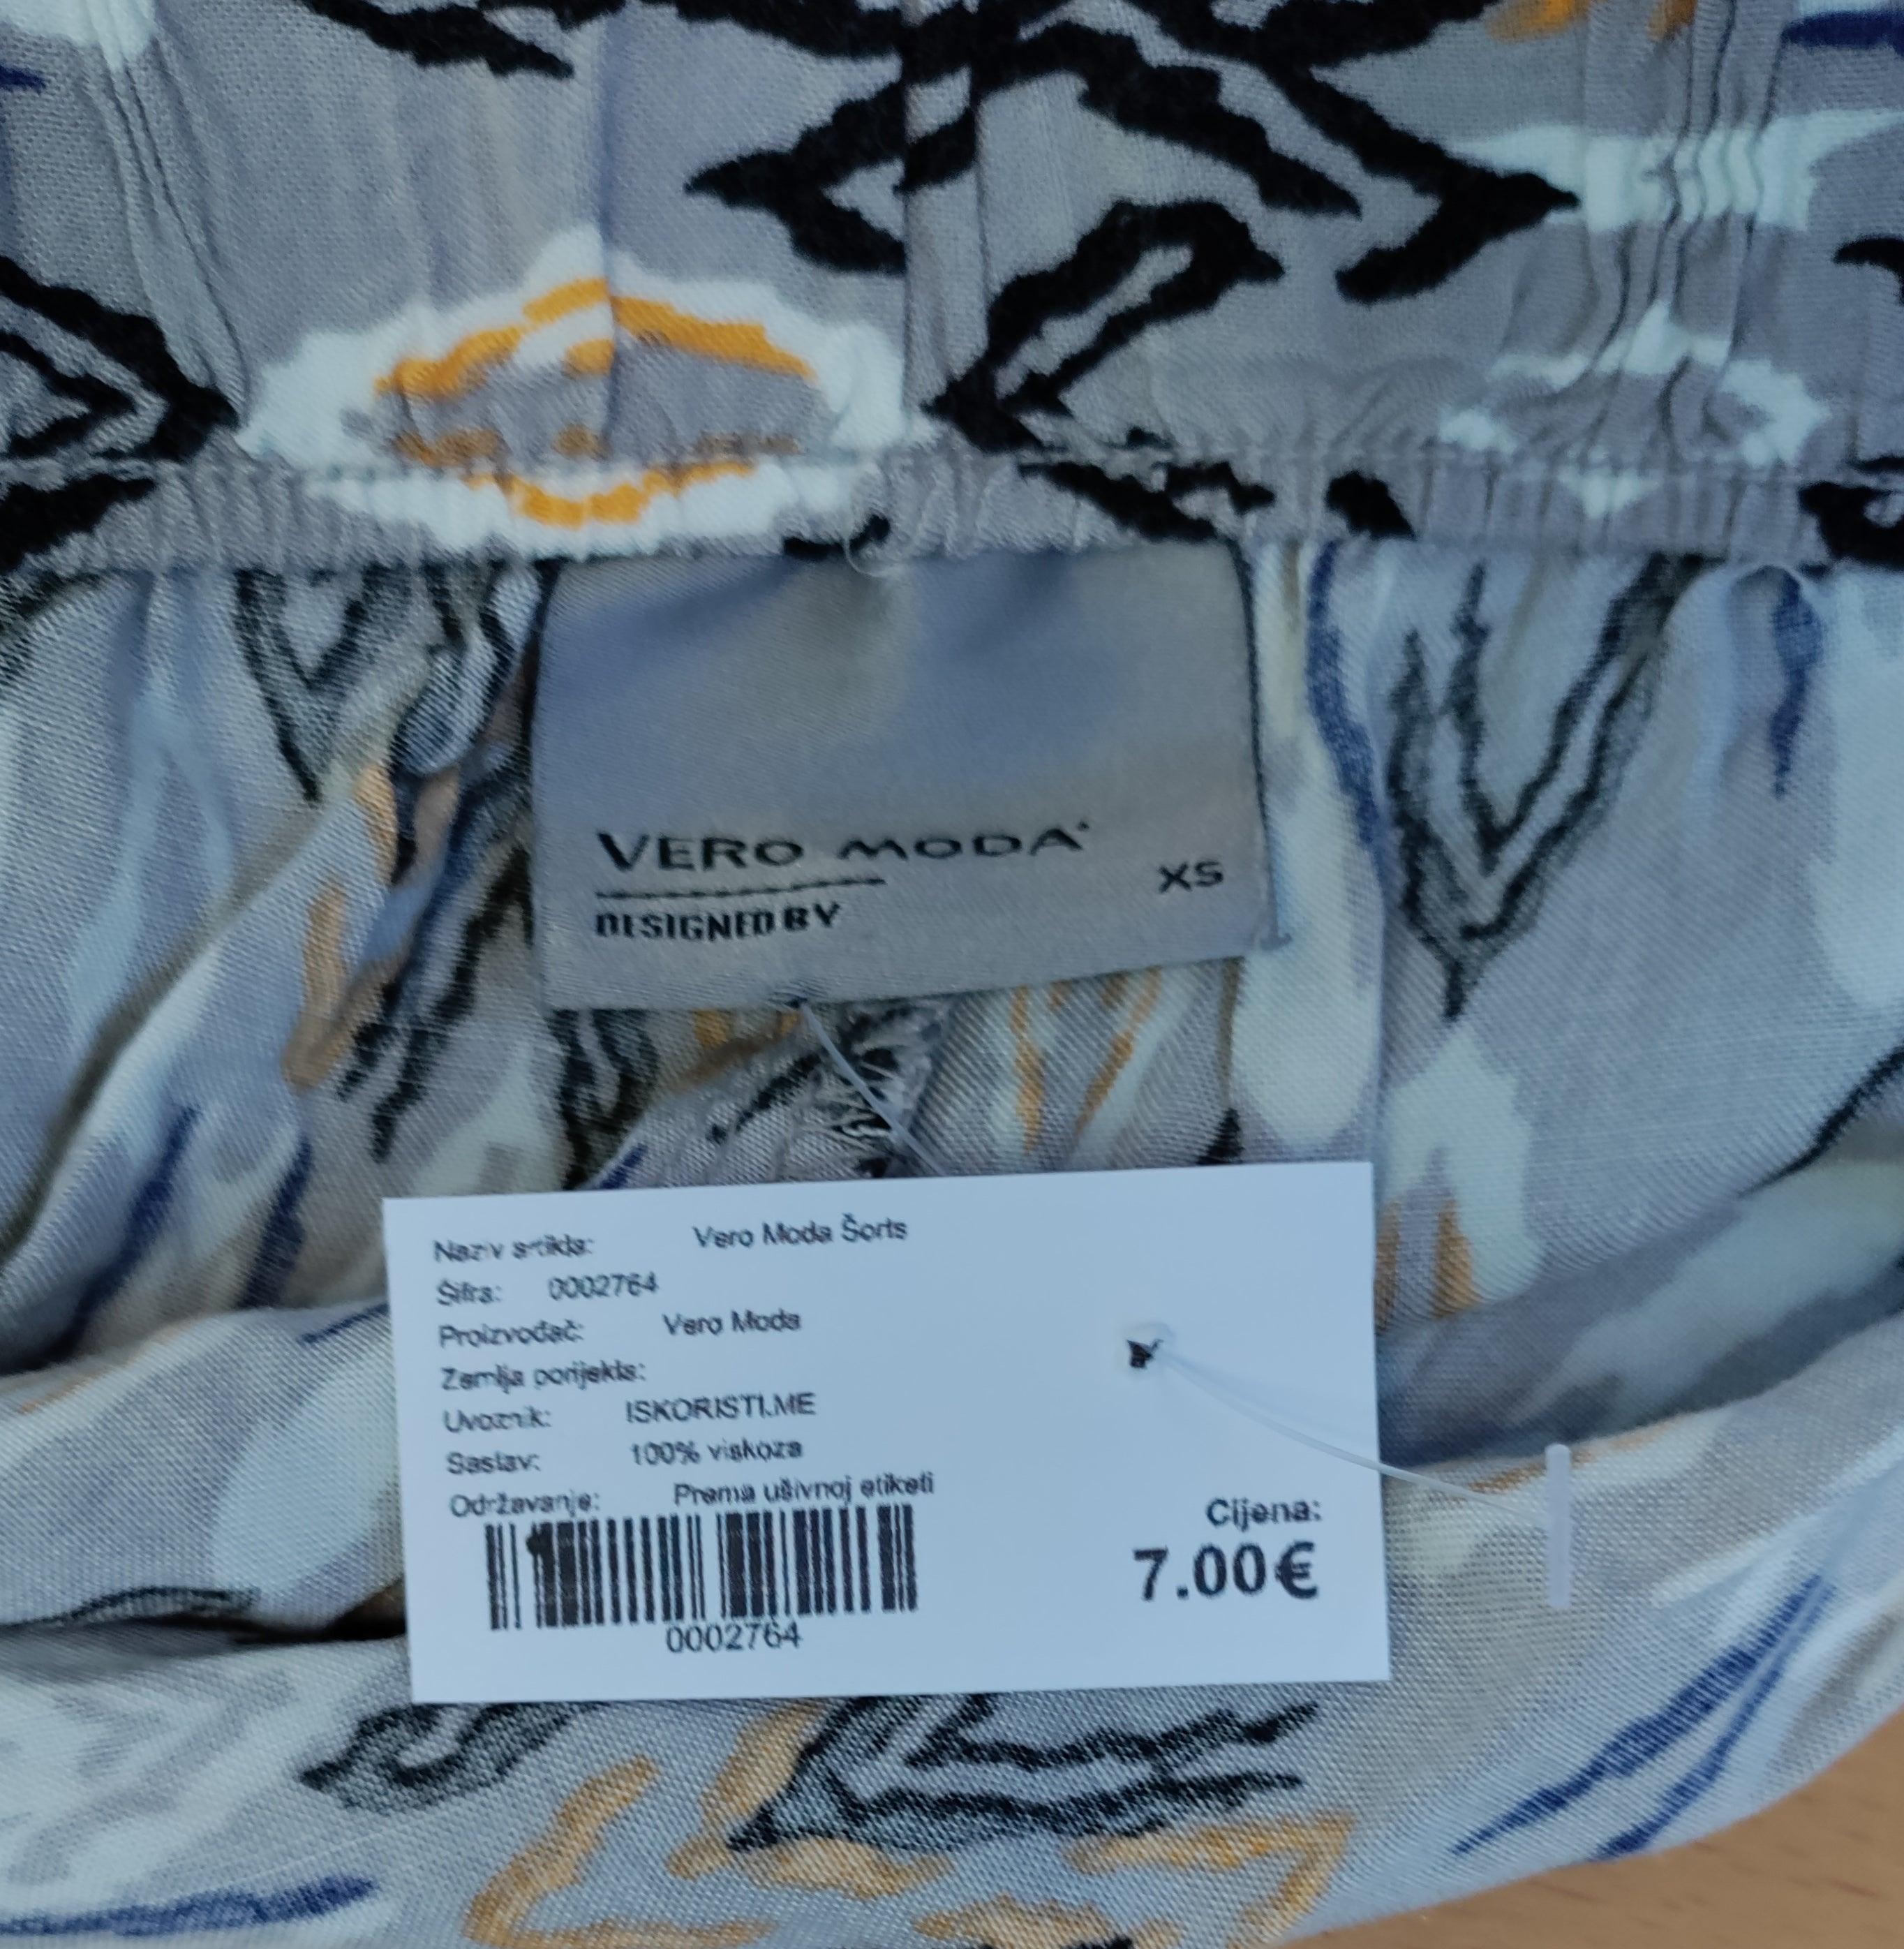 VERO MODA
XS
DESIGNED BY
Naziv artikla: Vero Moda Šorts
Šifra: 0002764
Proizvođač: Vero Moda
Zemlja porijekla:
Uvoznik: ISKORISTI.ME
Sastav: 100% viskoza
Održavanje: Prema ušivnoj etiketi
Cijena:
7.00€
0002764